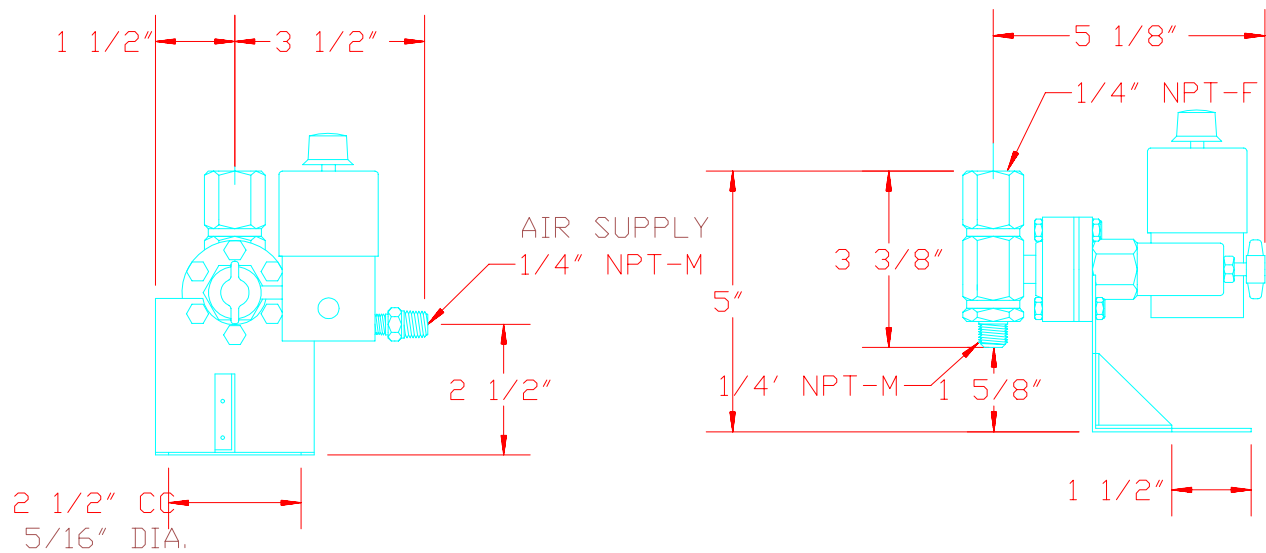 1 1/2"
3 1/2"
AIR SUPPLY
1/4" NPT-M
2 1/2"
2 1/2" CC
5/16" DIA.
5 1/8"
1/4" NPT-F
3 3/8"
5"
1/4' NPT-M
1 5/8"
1 1/2"